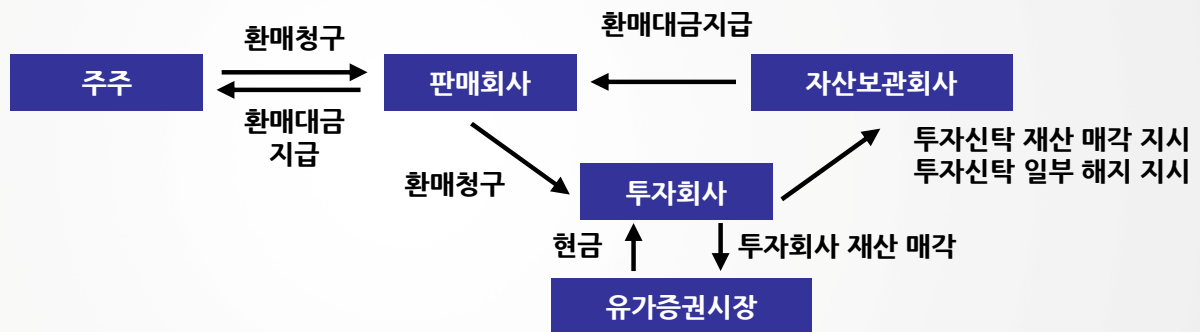 환매대금지급
환매청구
주주
판매회사
자산보관회사
환매대금
지급
투자신탁 재산 매각 지시
투자신탁 일부 해지 지시
환매청구
투자회사
현금
투자회사 재산 매각
유가증권시장